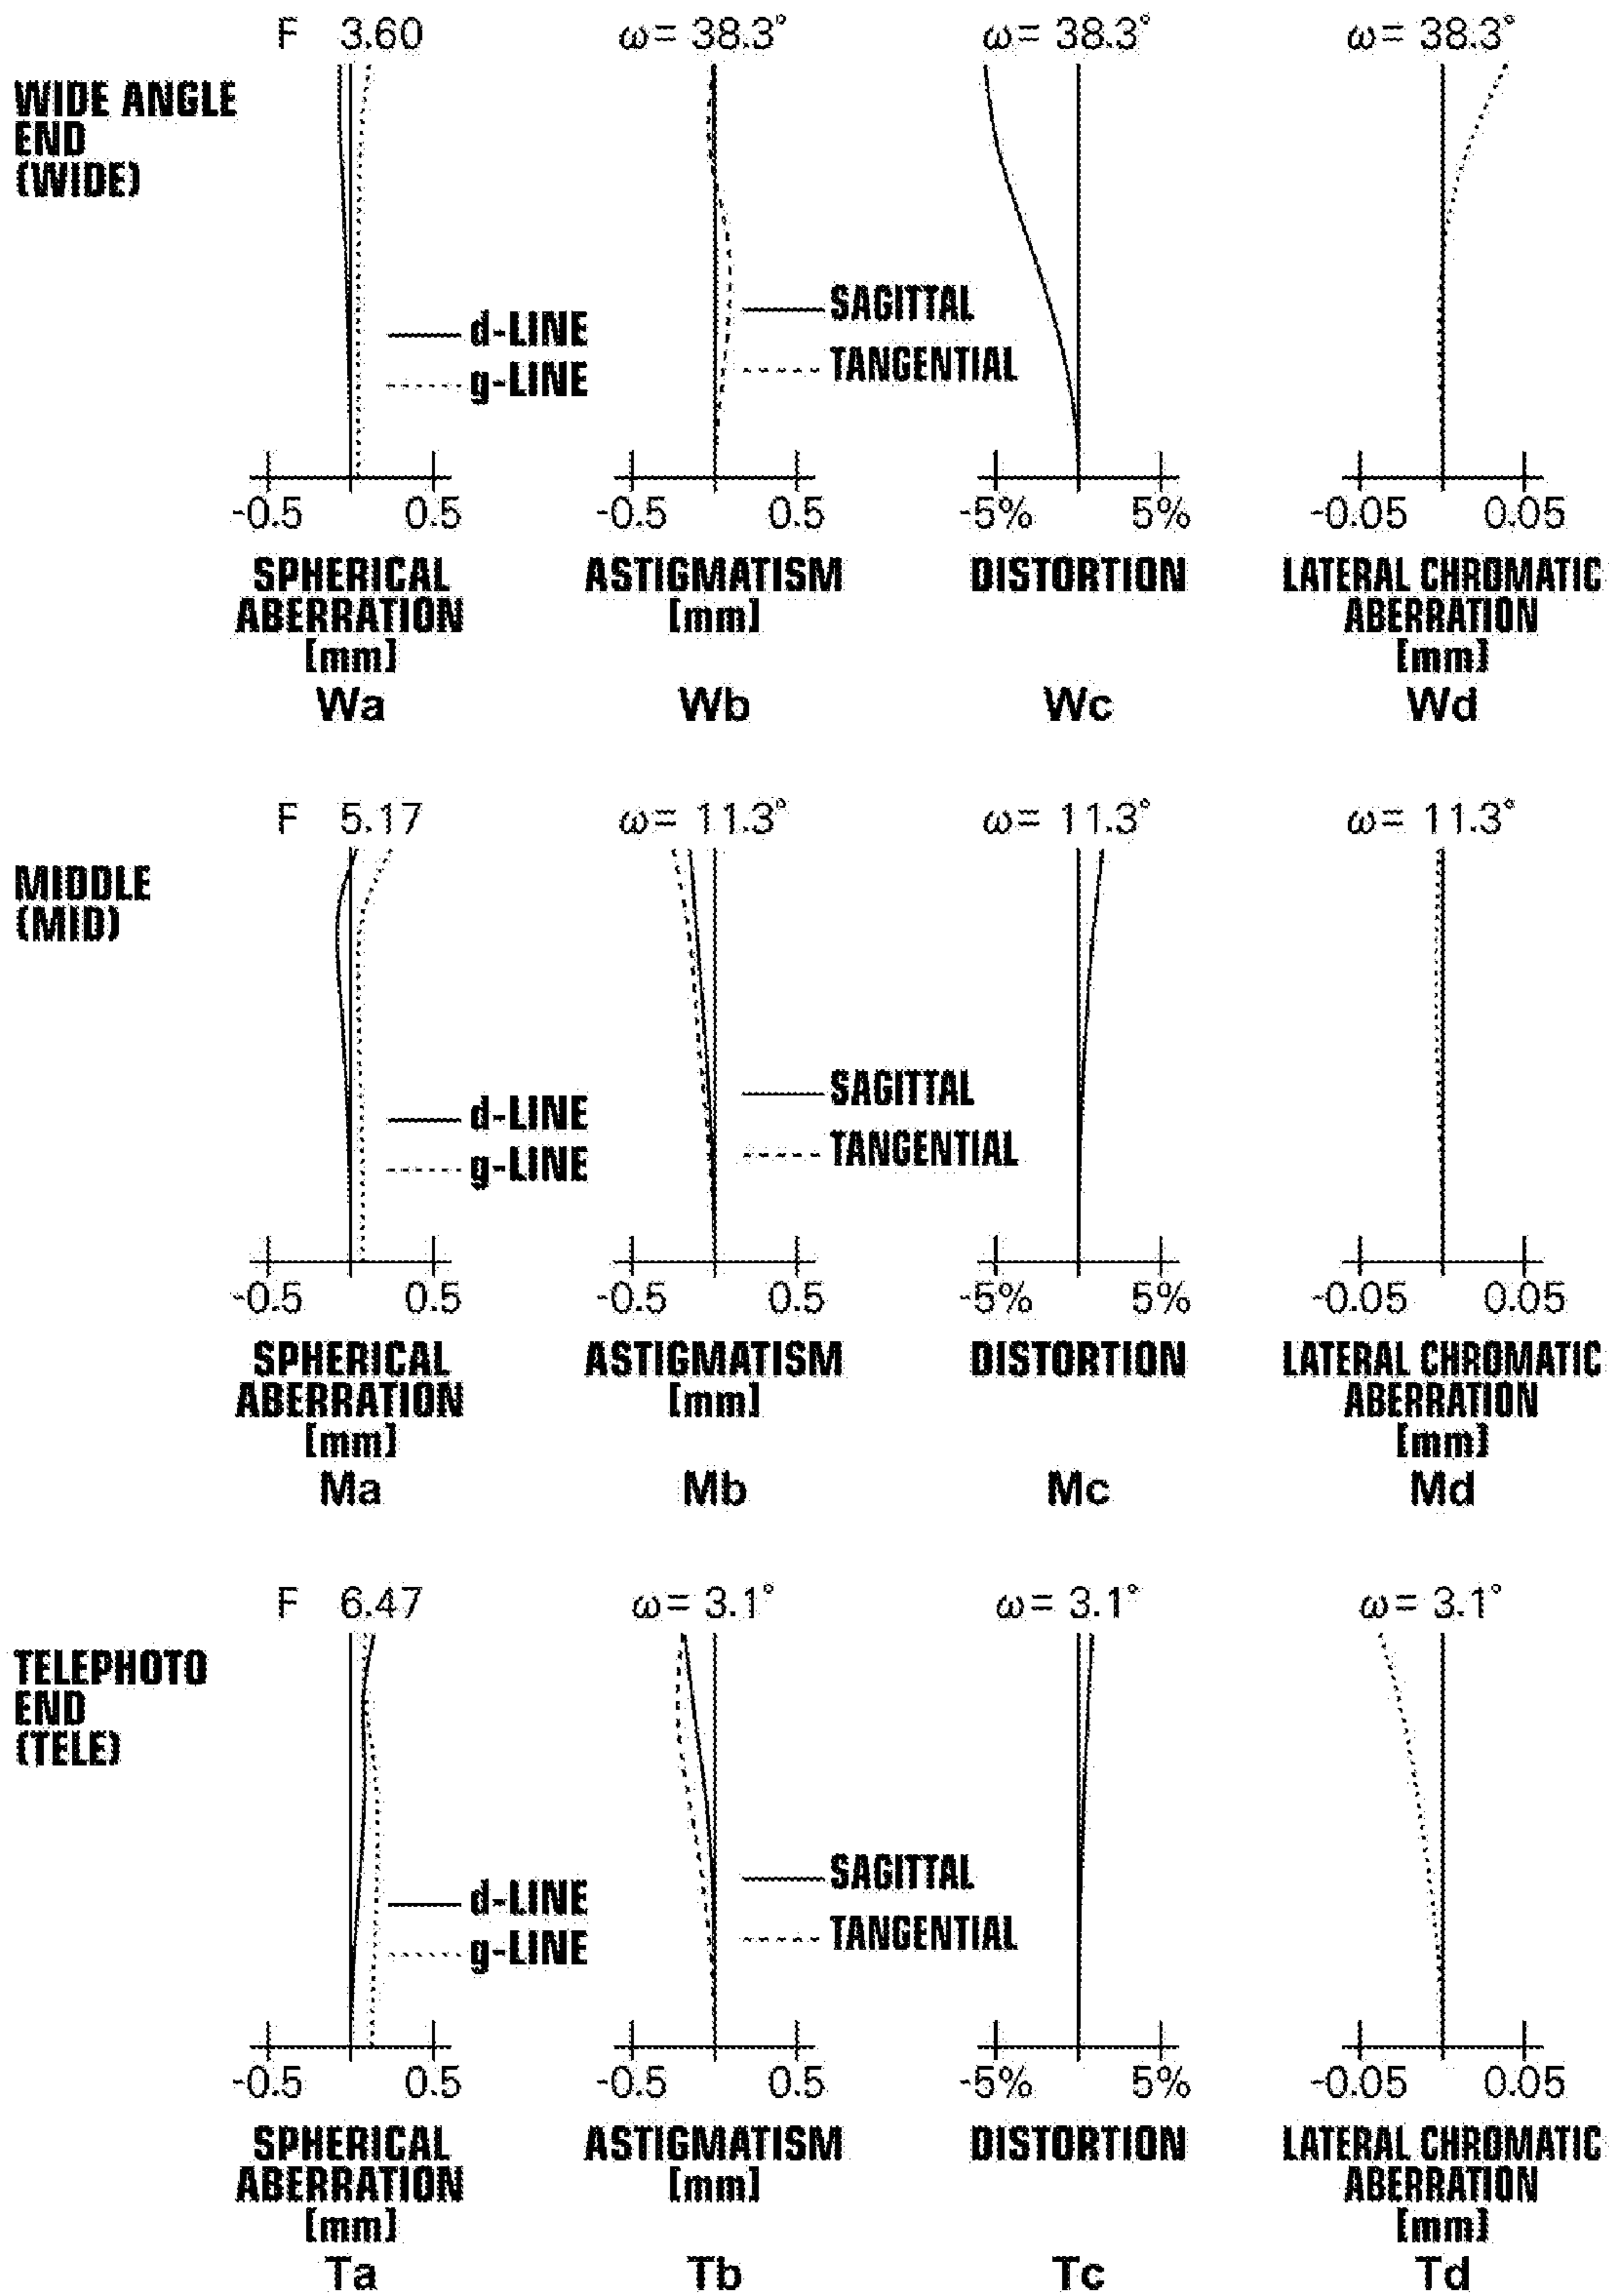 F 3.60
ω= 38.3°
ω= 38.3°
ω= 38.3°
WIDE ANGLE
END
(WIDE)
d-LINE
g-LINE
SAGITTAL
TANGENTIAL
-0.5 0.5
-0.5 0.5
-5% 5%
-0.05 0.05
SPHERICAL
ABERRATION
[mm]
Wa
ASTIGMATISM
[mm]
Wb
DISTORTION
Wc
LATERAL CHROMATIC
ABERRATION
[mm]
Wd
F 5.17
ω= 11.3°
ω= 11.3°
ω= 11.3°
MIDDLE
(MID)
d-LINE
g-LINE
SAGITTAL
TANGENTIAL
-0.5 0.5
-0.5 0.5
-5% 5%
-0.05 0.05
SPHERICAL
ABERRATION
[mm]
Ma
ASTIGMATISM
[mm]
Mb
DISTORTION
Mc
LATERAL CHROMATIC
ABERRATION
[mm]
Md
F 6.47
ω= 3.1°
ω= 3.1°
ω= 3.1°
TELEPHOTO
END
(TELE)
d-LINE
g-LINE
SAGITTAL
TANGENTIAL
-0.5 0.5
-0.5 0.5
-5% 5%
-0.05 0.05
SPHERICAL
ABERRATION
[mm]
Ta
ASTIGMATISM
[mm]
Tb
DISTORTION
Tc
LATERAL CHROMATIC
ABERRATION
[mm]
Td